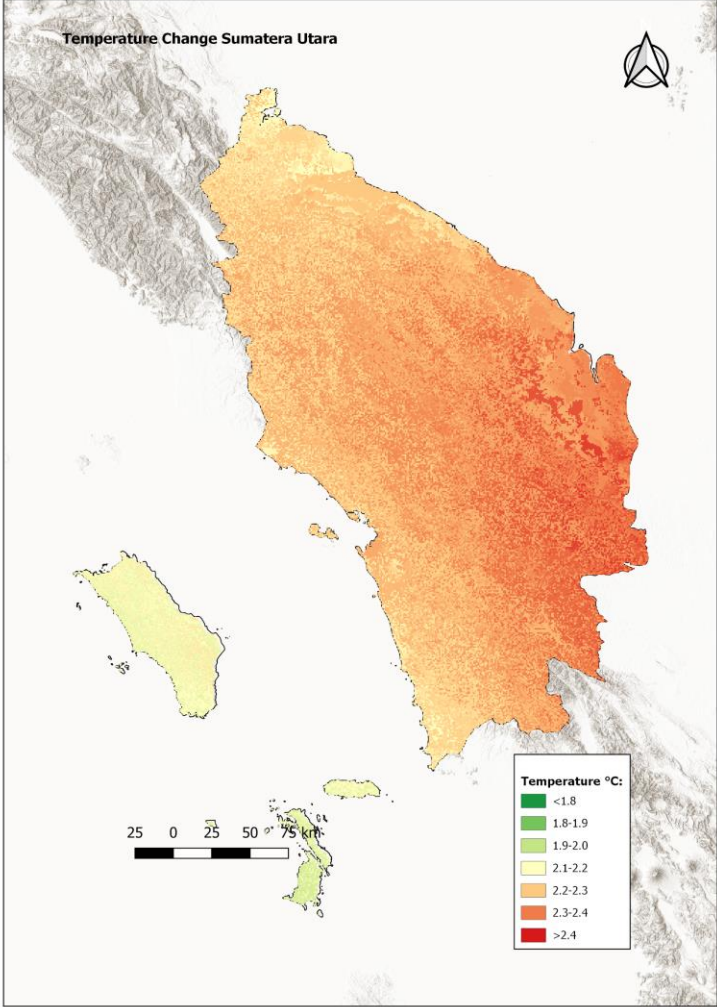 Temperature Change Sumatera Utara
25 0 25 50 75 km
Temperature °C:
<1.8
1.8-1.9
1.9-2.0
2.1-2.2
2.2-2.3
2.3-2.4
>2.4